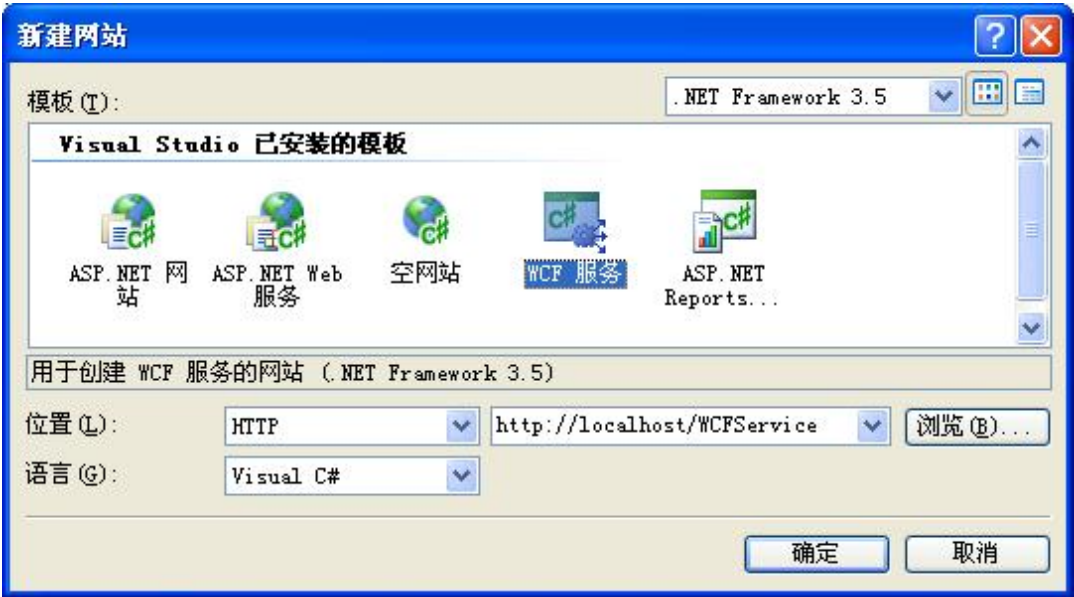 新建网站
模板(T):
.NET Framework 3.5
Visual Studio 已安装的模板
ASP.NET 网
站
ASP.NET Web
服务
空网站
WCF 服务
ASP.NET
Reports...
用于创建 WCF 服务的网站 (.NET Framework 3.5)
位置(L):
HTTP
http://localhost/WCFService
浏览(B)...
语言(G):
Visual C#
确定
取消